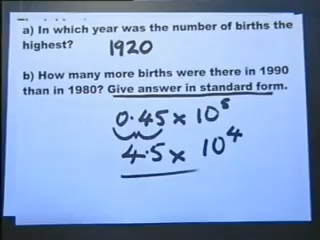 a) In which year was the number of births the
highest? 1920
b) How many more births were there in 1990
than in 1980? Give answer in standard form.
0.45 x 10⁵
4.5 x 10⁴